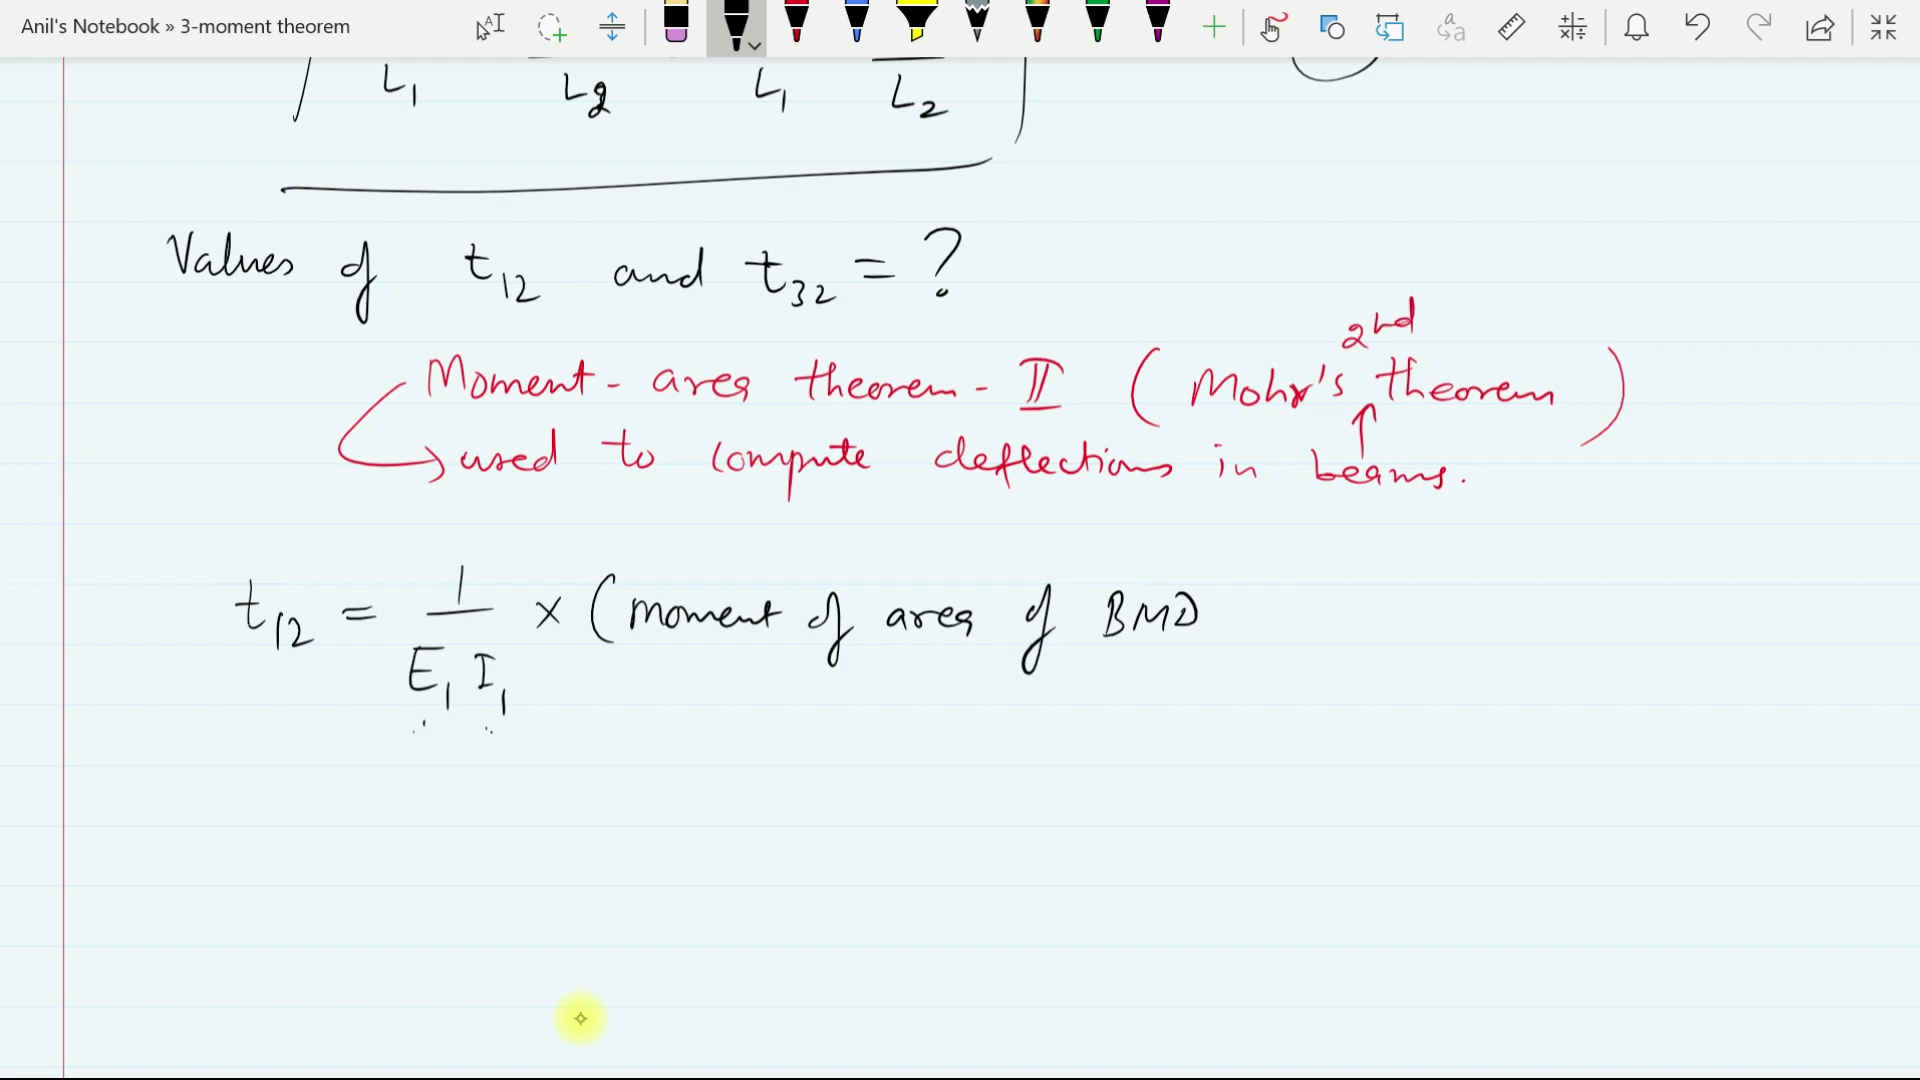 Anil's Notebook » 3-moment theorem
L1 L2 L1 L2
Values of t12 and t32 = ?
2nd
Moment-area theorem-II (Mohr's theorem)
used to compute deflections in beams.
t12 = 1/E1 I1 × (moment of area of BMD